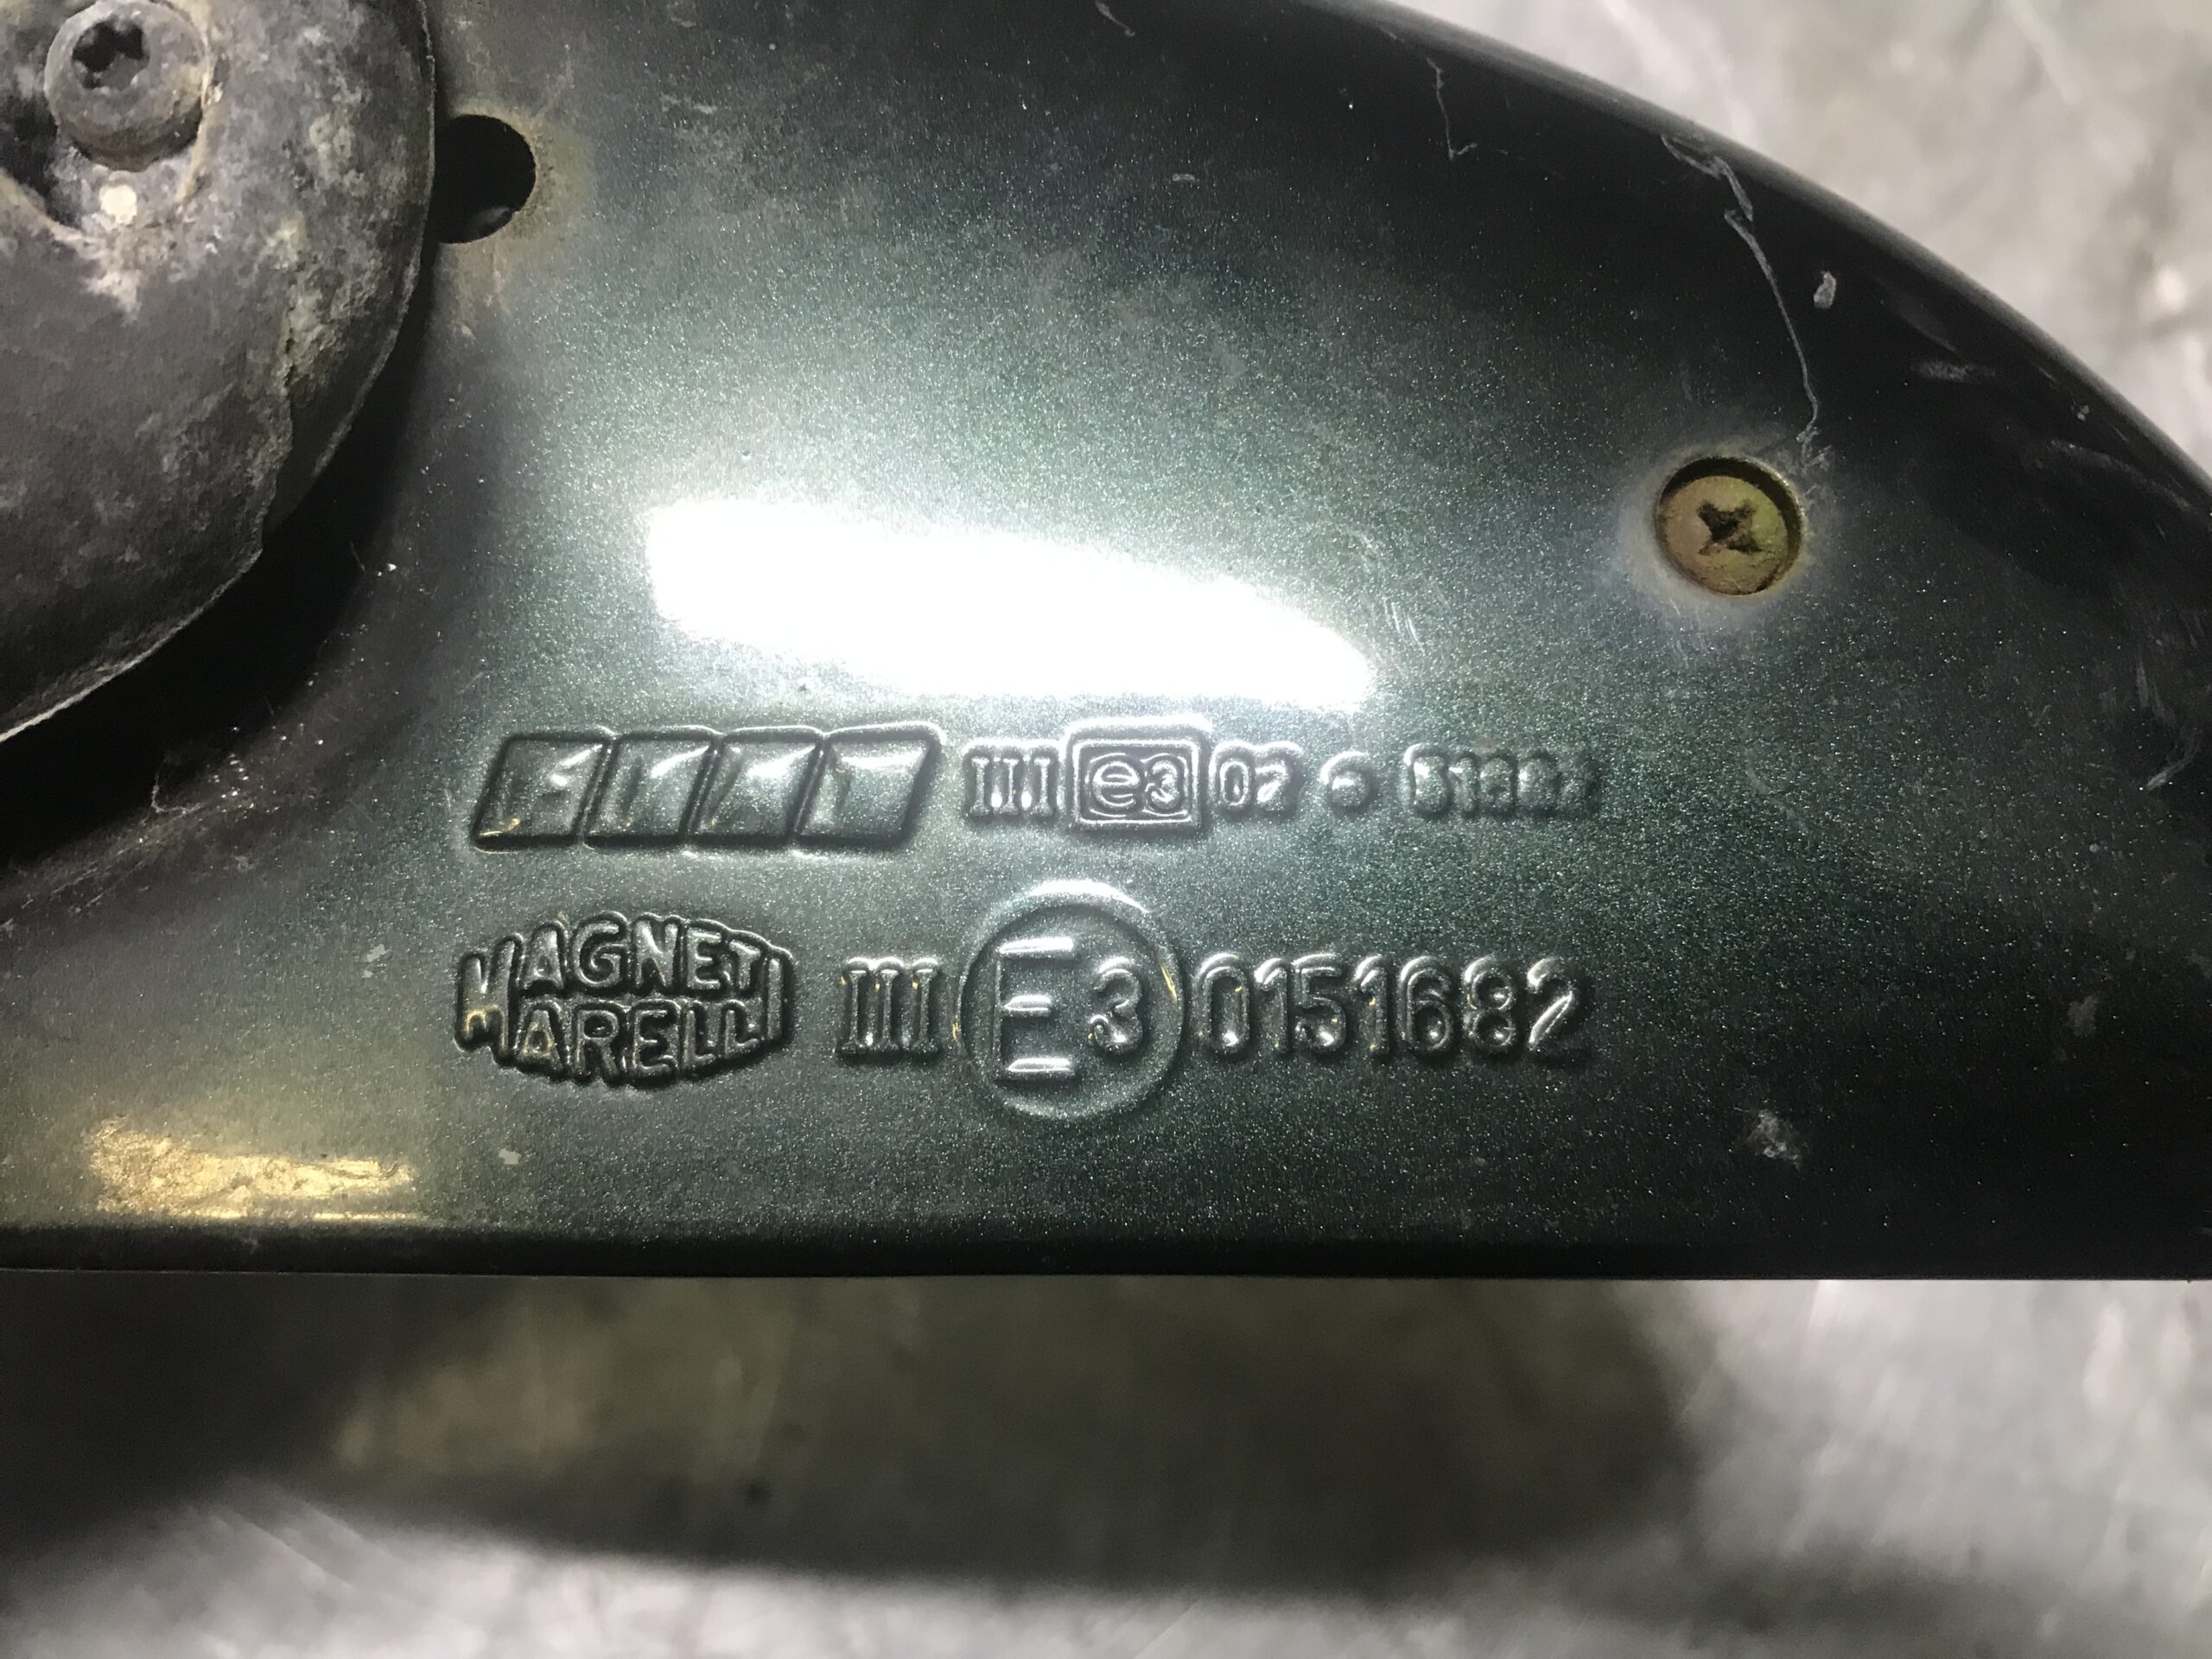 FIAT III e3 02
MAGNETI III E3 0151682
MARELLI